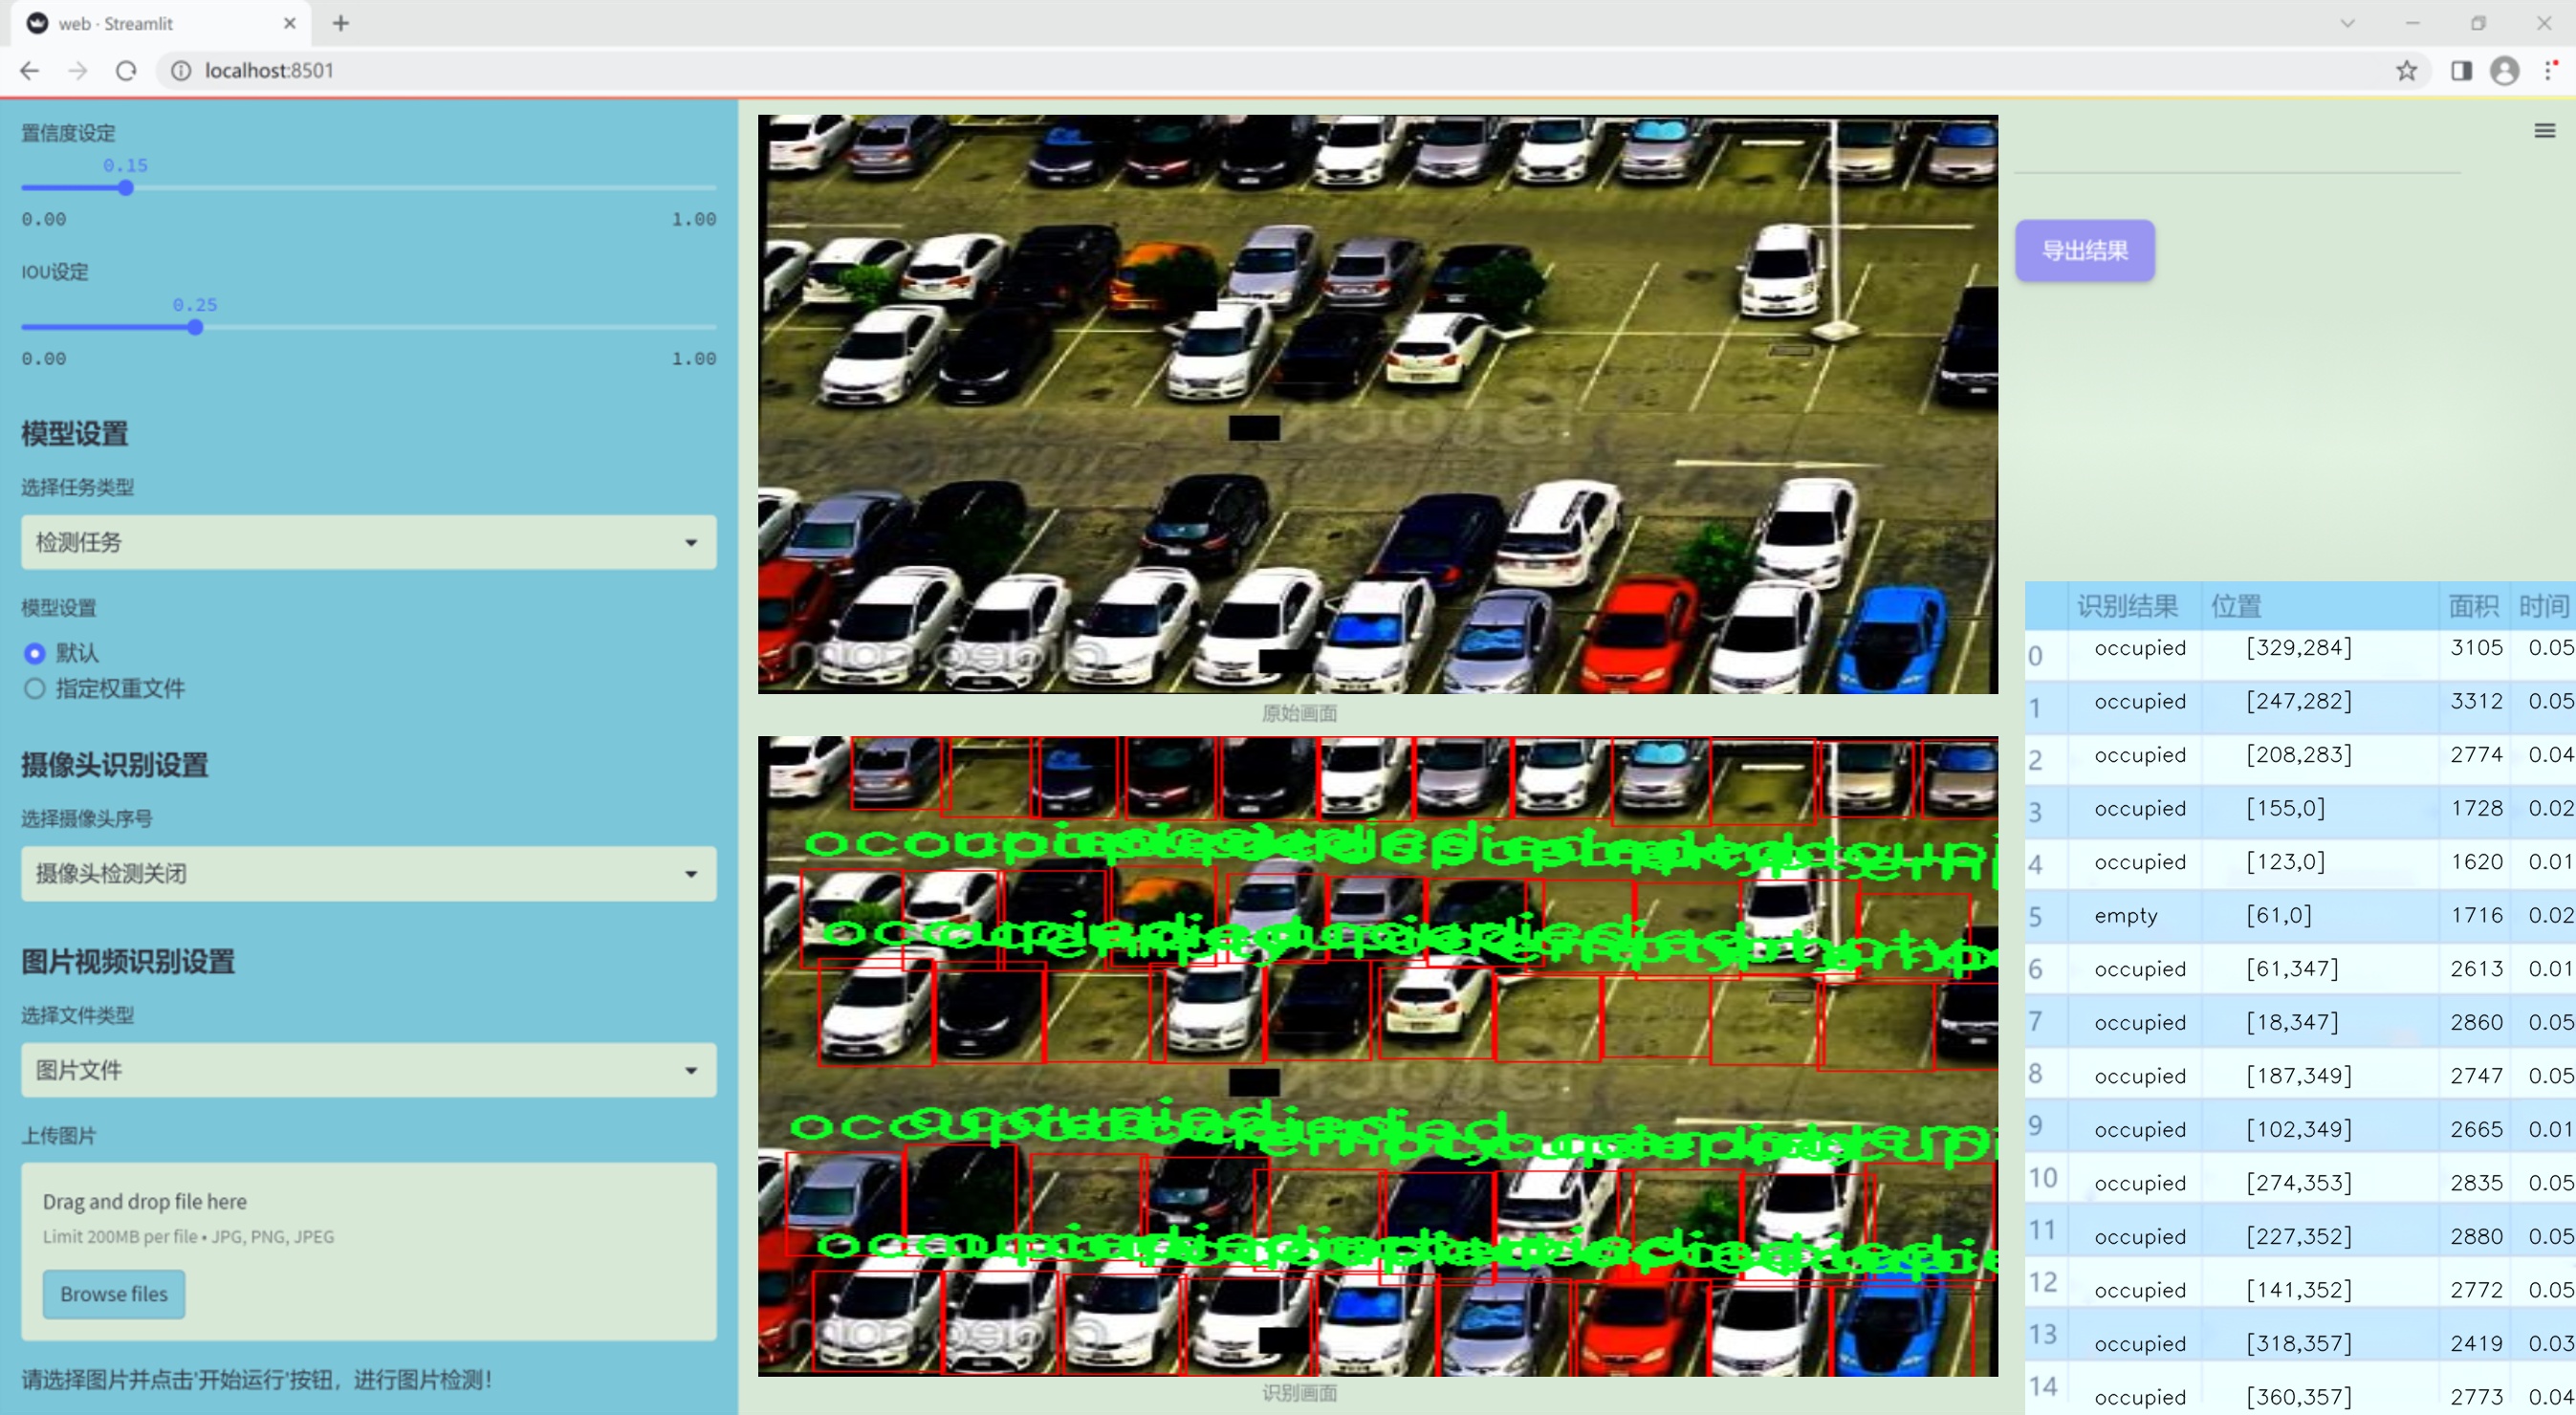 web · Streamlit
localhost:8501
置信度设定
0.15
0.00 1.00
IOU设定
0.25
0.00 1.00
模型设置
选择任务类型
检测任务
模型设置
默认
指定权重文件
摄像头识别设置
选择摄像头序号
摄像头检测关闭
图片视频识别设置
选择文件类型
图片文件
上传图片
Drag and drop file here
Limit 200MB per file • JPG, PNG, JPEG
Browse files
请选择图片并点击'开始运行'按钮，进行图片检测！
原始画面
识别画面
导出结果
识别结果 位置 面积 时间
0 occupied [329,284] 3105 0.05
1 occupied [247,282] 3312 0.05
2 occupied [208,283] 2774 0.04
3 occupied [155,0] 1728 0.02
4 occupied [123,0] 1620 0.01
5 empty [61,0] 1716 0.02
6 occupied [61,347] 2613 0.01
7 occupied [18,347] 2860 0.05
8 occupied [187,349] 2747 0.05
9 occupied [102,349] 2665 0.01
10 occupied [274,353] 2835 0.05
11 occupied [227,352] 2880 0.05
12 occupied [141,352] 2772 0.05
13 occupied [318,357] 2419 0.03
14 occupied [360,357] 2773 0.04